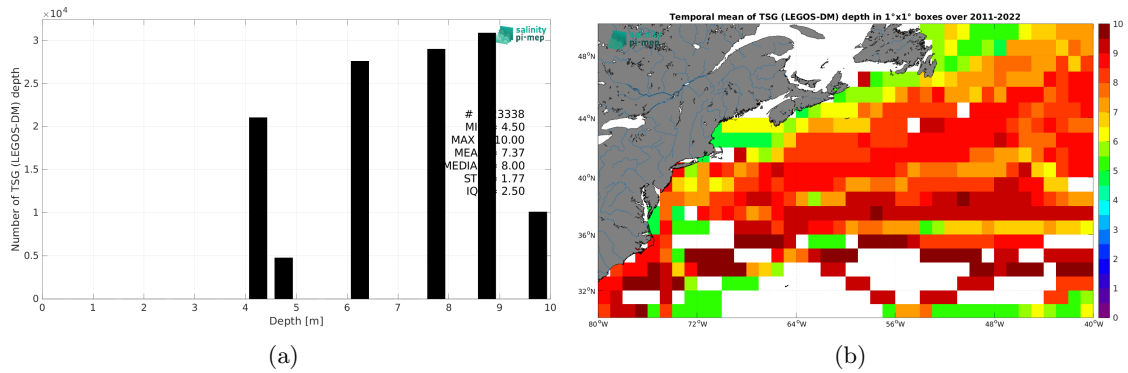 ×10⁴
3
2.5
2
1.5
1
0.5
0
Number of TSG (LEGOS-DM) depth
0 1 2 3 4 5 6 7 8 9 10
Depth [m]
salinity
pi-mep
#
3338
4.50
MAX 10.00
7.37
8.00
1.77
2.50
(a)
Temporal mean of TSG (LEGOS-DM) depth in 1°x1° boxes over 2011-2022
pi-mep
48°N
44°N
40°N
36°N
32°N
80°W 72°W 64°W 56°W 48°W 40°W
10
9
8
7
6
5
4
3
2
1
0
(b)